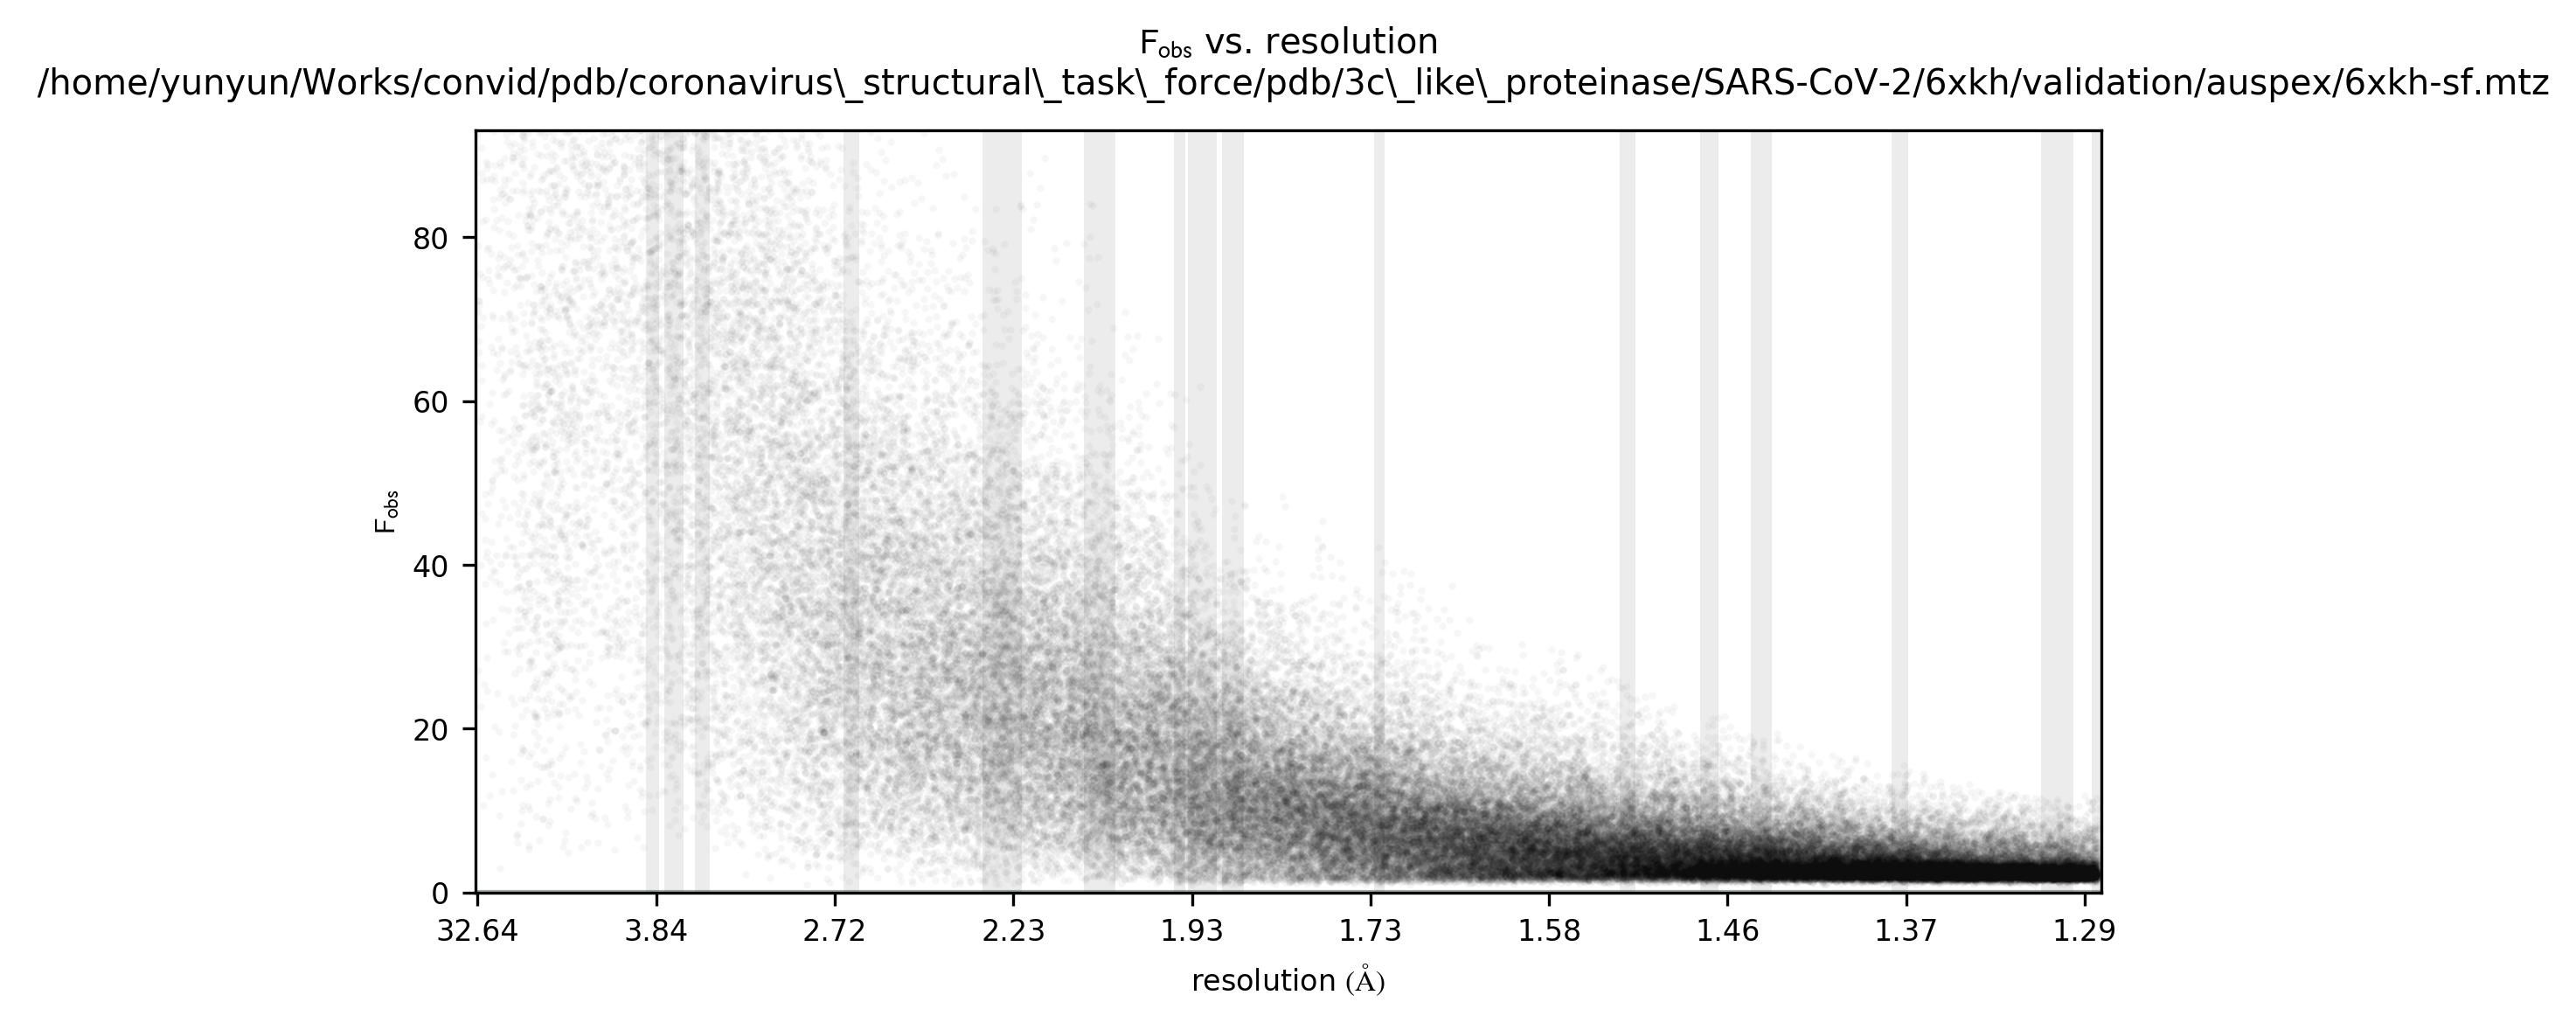 Fobs vs. resolution
/home/yunyun/Works/convid/pdb/coronavirus\_structural\_task\_force/pdb/3c\_like\_proteinase/SARS-CoV-2/6xkh/validation/auspex/6xkh-sf.mtz
80
60
40
20
0
Fobs
32.64 3.84 2.72 2.23 1.93 1.73 1.58 1.46 1.37 1.29
resolution (Å)